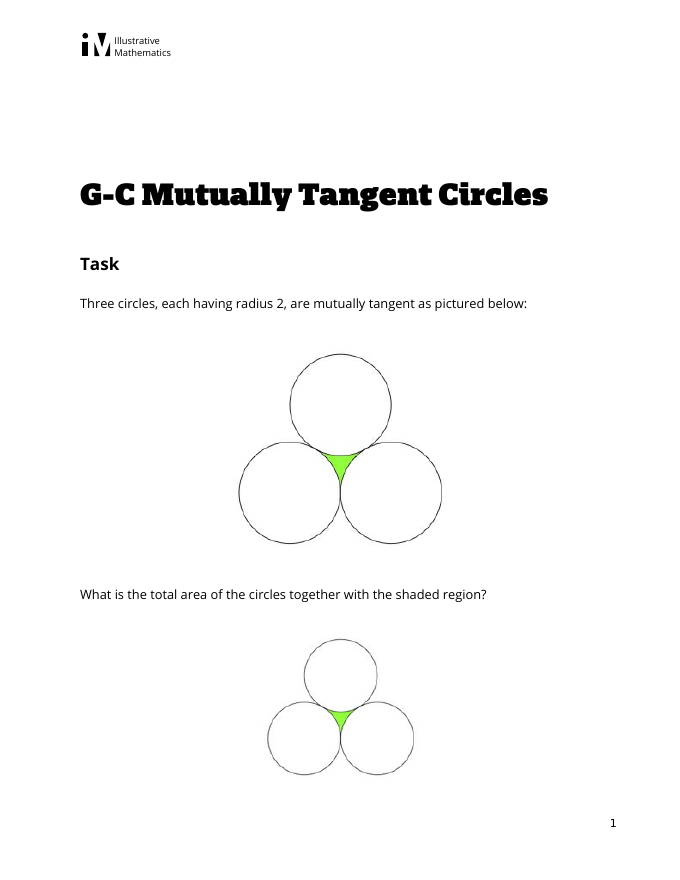 Illustrative
Mathematics
G-C Mutually Tangent Circles
Task
Three circles, each having radius 2, are mutually tangent as pictured below:
What is the total area of the circles together with the shaded region?
1